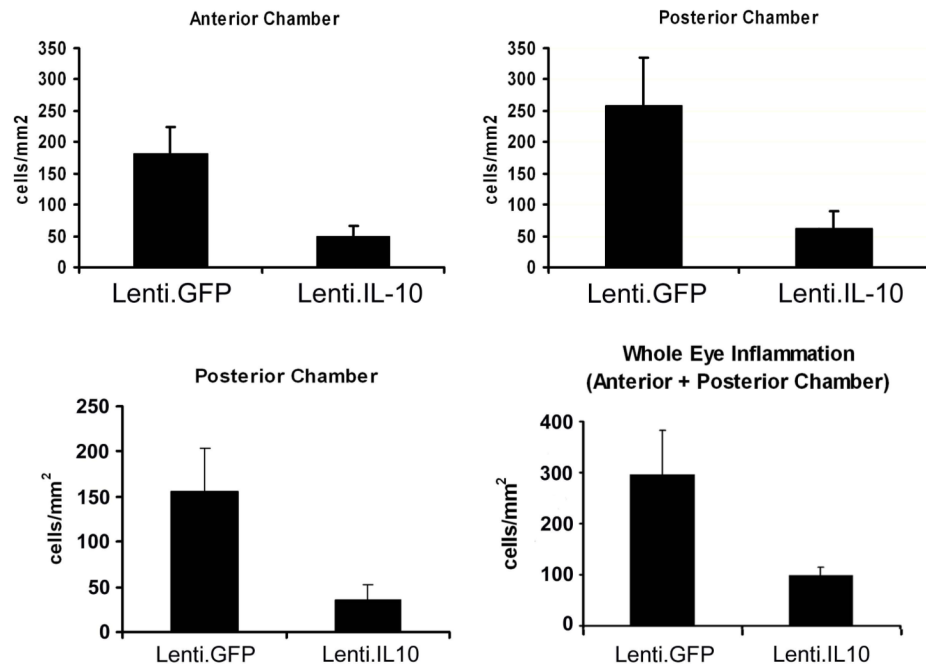 Anterior Chamber
cells/mm2
350
300
250
200
150
100
50
0
Lenti.GFP Lenti.IL-10
Posterior Chamber
cells/mm2
350
300
250
200
150
100
50
0
Lenti.GFP Lenti.IL-10
Posterior Chamber
cells/mm²
250
200
150
100
50
0
Lenti.GFP Lenti.IL10
Whole Eye Inflammation
(Anterior + Posterior Chamber)
cells/mm²
400
300
200
100
0
Lenti.GFP Lenti.IL10